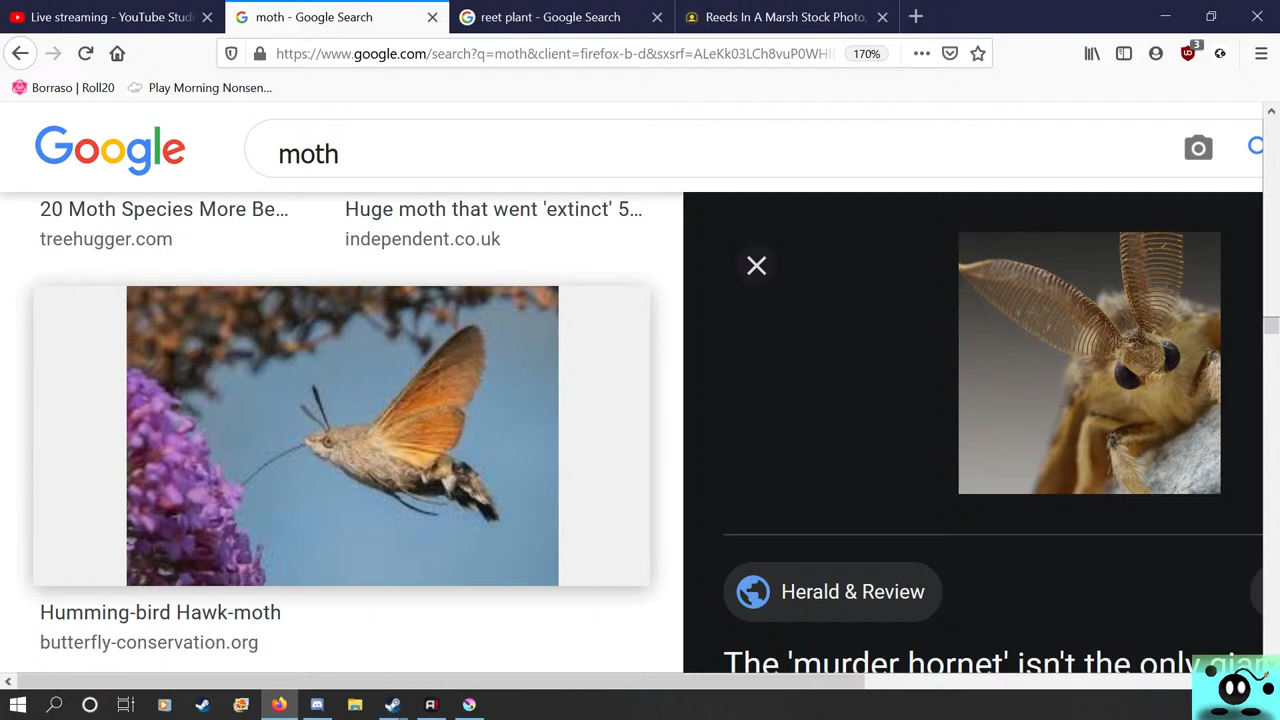 Live streaming - YouTube Studi
moth - Google Search
reet plant - Google Search
Reeds In A Marsh Stock Photo,
https://www.google.com/search?q=moth&client=firefox-b-d&sxsrf=ALeKk03LCh8vuP0WHI
170%
3
Borraso | Roll20
Play Morning Nonsen...
Google
moth
20 Moth Species More Be...
Huge moth that went 'extinct' 5...
treehugger.com
independent.co.uk
Herald & Review
Humming-bird Hawk-moth
butterfly-conservation.org
The 'murder hornet' isn't the only giar